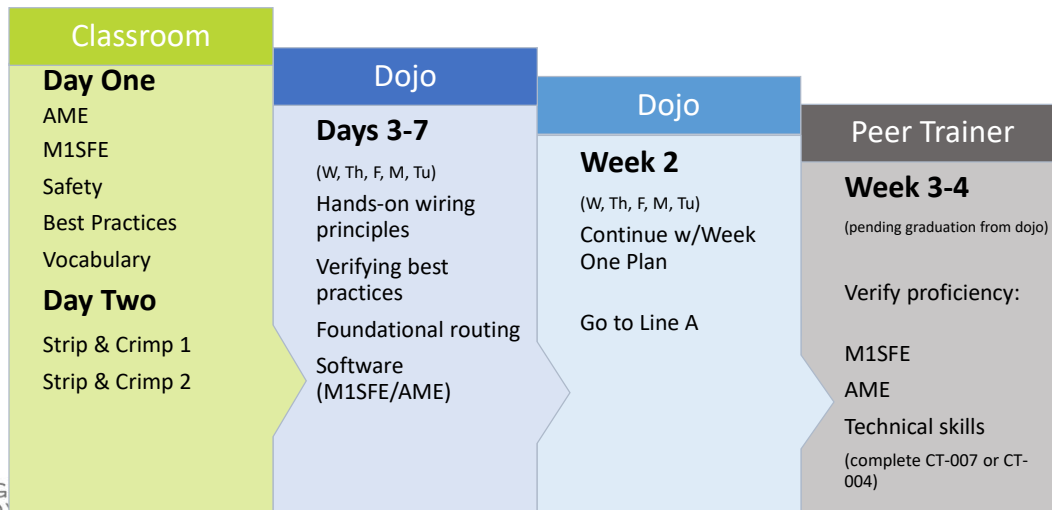 Classroom
Day One
AME
M1SFE
Safety
Best Practices
Vocabulary
Day Two
Strip & Crimp 1
Strip & Crimp 2
Dojo
Days 3-7
(W, Th, F, M, Tu)
Hands-on wiring
principles
Verifying best
practices
Foundational routing
Software
(M1SFE/AME)
Dojo
Week 2
(W, Th, F, M, Tu)
Continue w/Week
One Plan
Go to Line A
Peer Trainer
Week 3-4
(pending graduation from dojo)
Verify proficiency:
M1SFE
AME
Technical skills
(complete CT-007 or CT-
004)